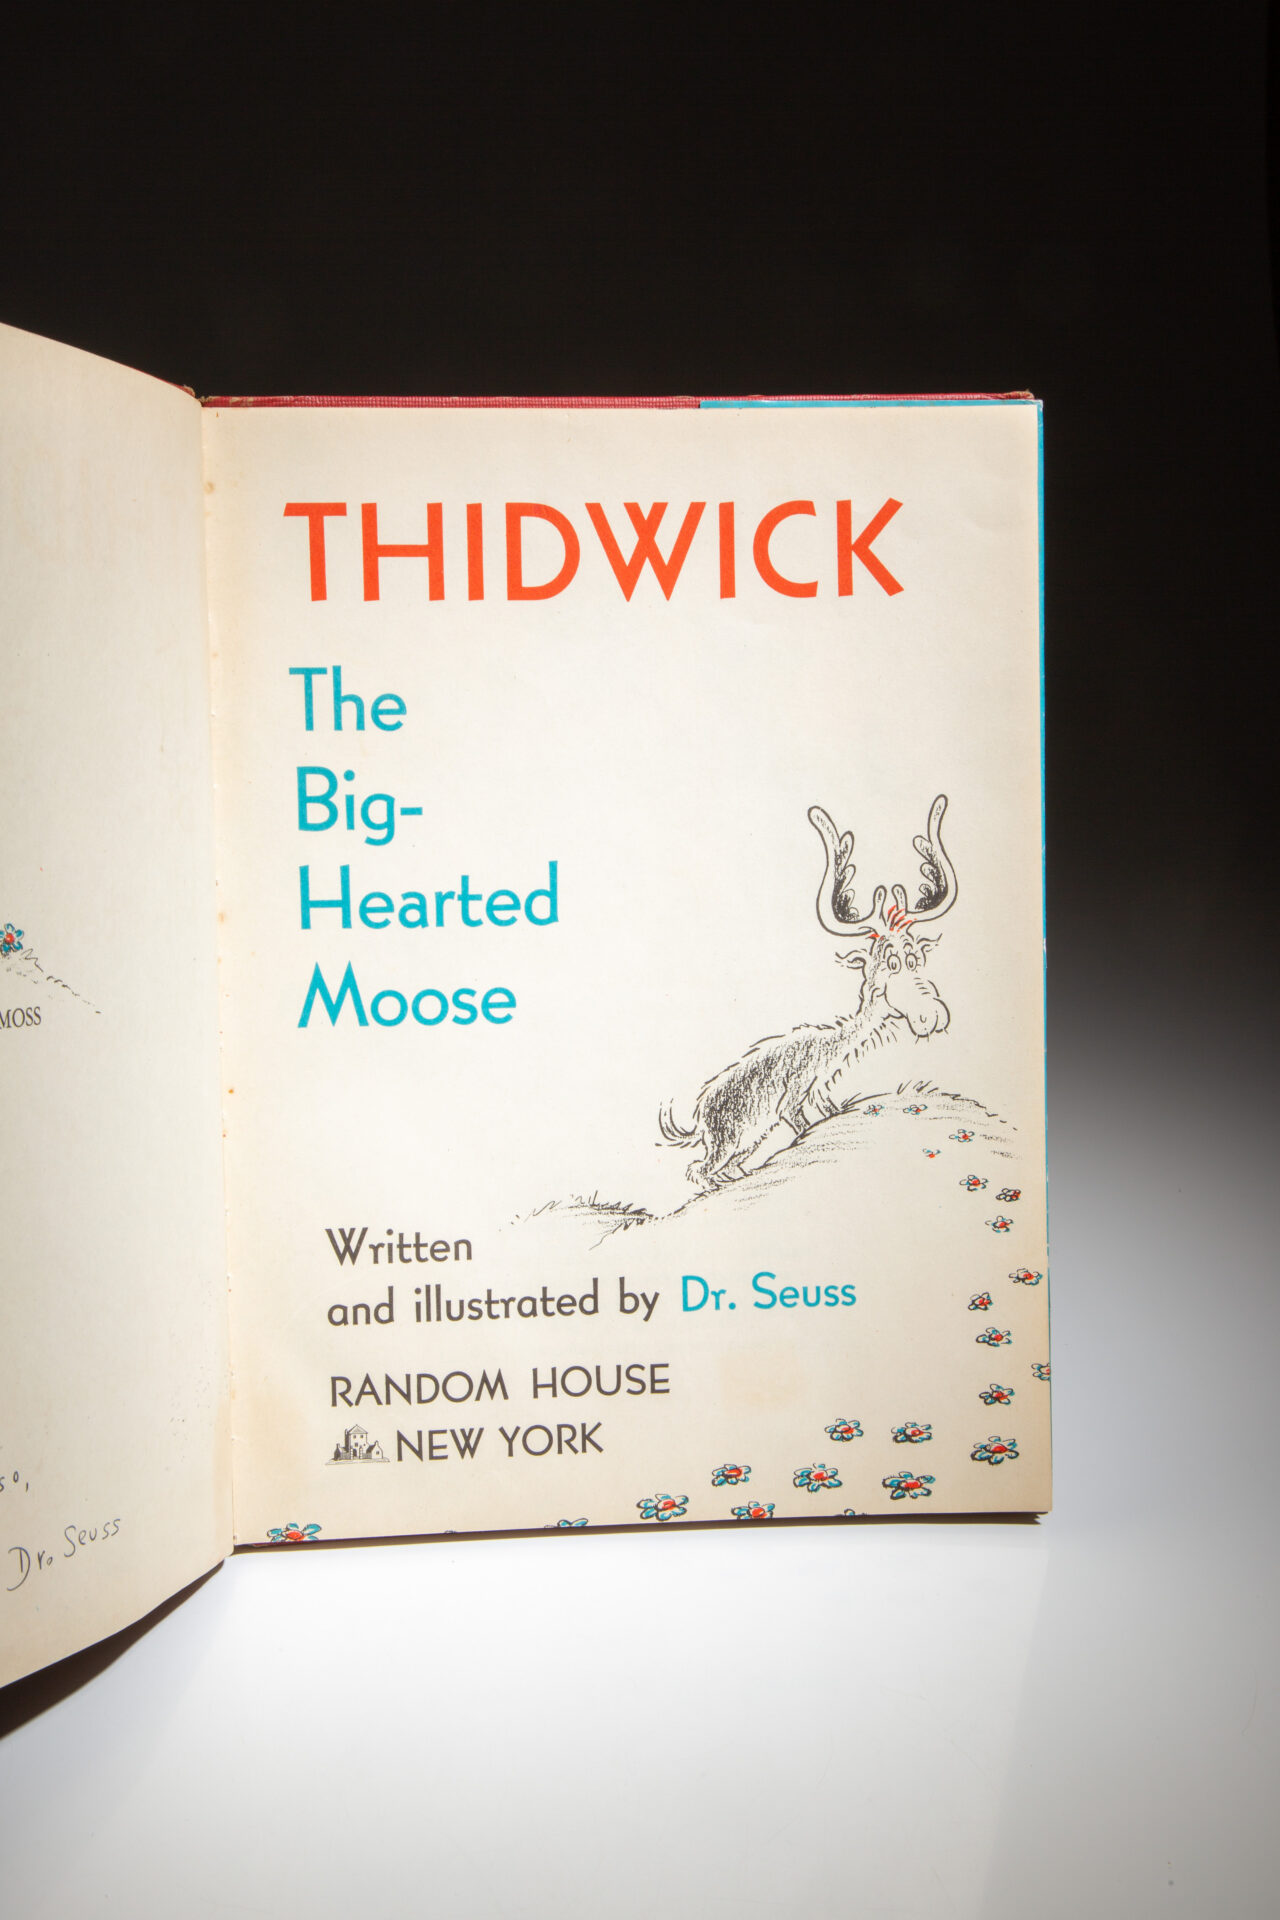 MOSS
Dr. Seuss
THIDWICK
The
Big-
Hearted
Moose
Written
and illustrated by Dr. Seuss
RANDOM HOUSE
NEW YORK